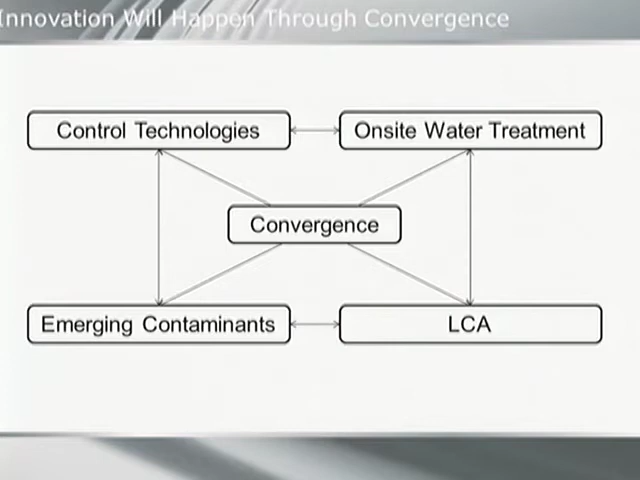 Innovation Will Happen Through Convergence
Control Technologies
Onsite Water Treatment
Convergence
Emerging Contaminants
LCA